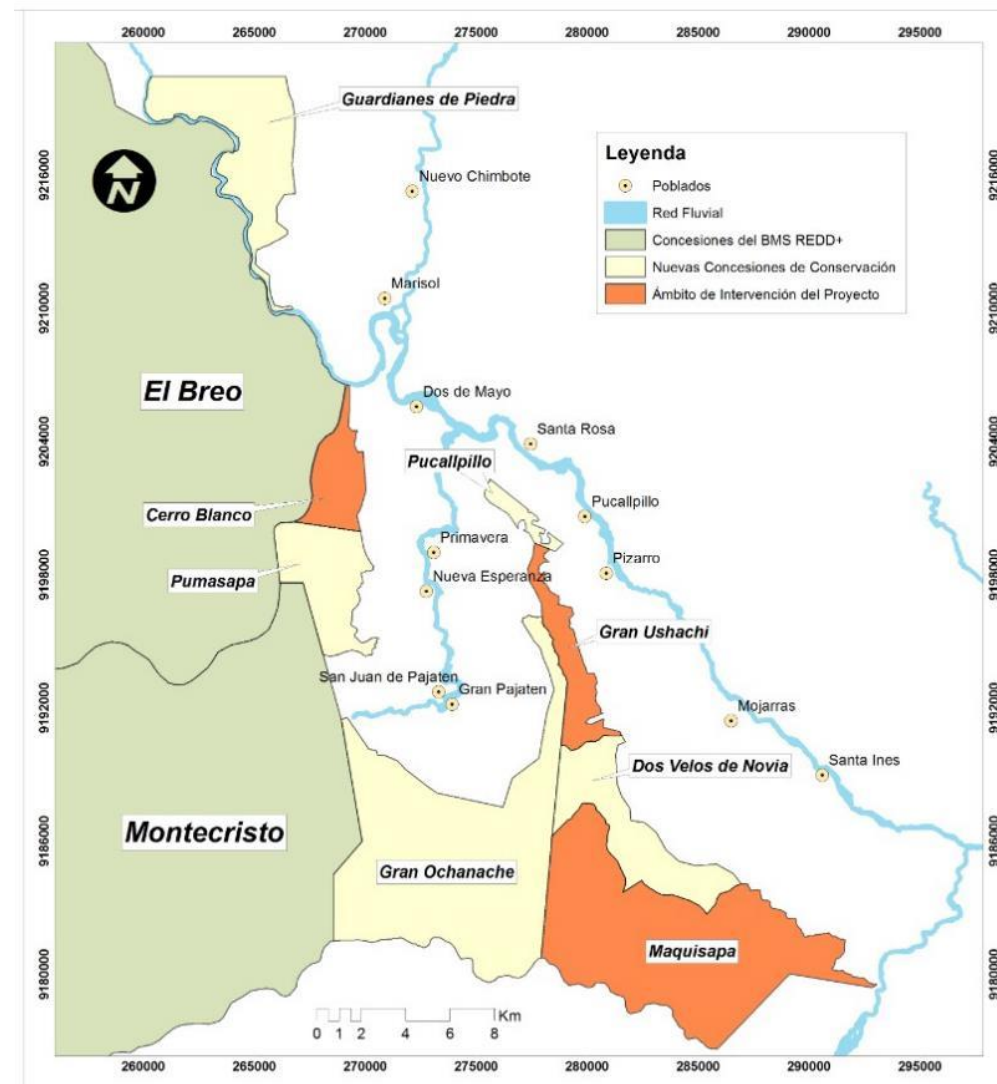 260000 265000 270000 275000 280000 285000 290000 295000
Guardianes de Piedra
Leyenda
Poblados
Red Fluvial
Concesiones del BMS REDD+
Nuevas Concesiones de Conservación
Ámbito de Intervención del Proyecto
N
9216000
9216000
Nuevo Chimbote
Marisol
9210000
9210000
El Breo
Dos de Mayo
Santa Rosa
9204000
9204000
Pucallpillo
Cerro Blanco
Pucallpillo
Primavera
Pizarro
Pumasapa
9198000
9198000
Nueva Esperanza
Gran Ushachi
San Juan de Pajaten
Gran Pajaten
9192000
9192000
Mojarras
Dos Velos de Novia
Santa Ines
Montecristo
9186000
9186000
Gran Ochanache
Maquisapa
9180000
9180000
Km
0 1 2 4 6 8
260000 265000 270000 275000 280000 285000 290000 295000